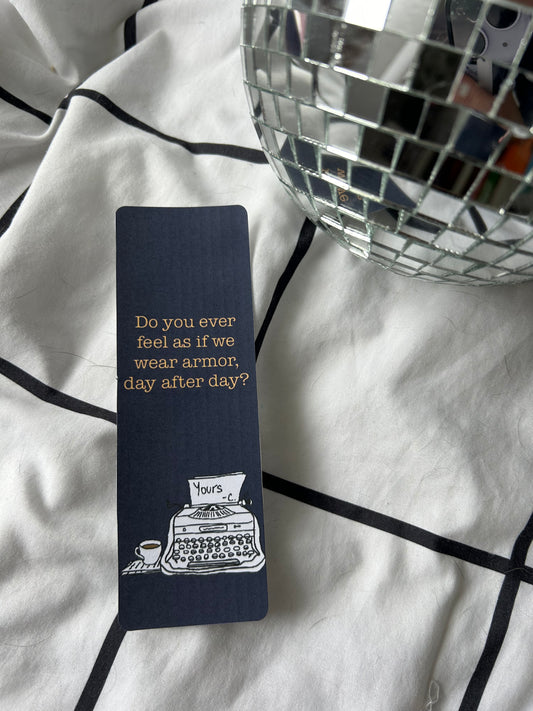 Do you ever
feel as if we
wear armor,
day after day?
Yours
-C.